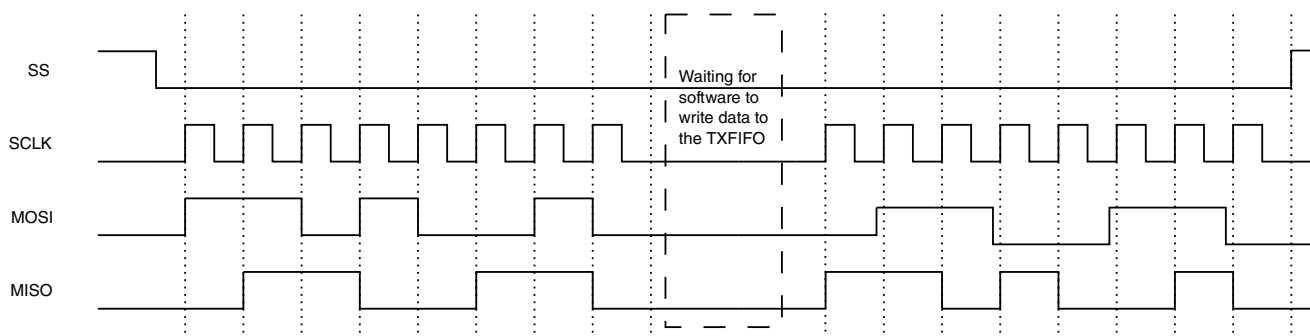 SS
Waiting for
software to
write data to
the TXFIFO
SCLK
MOSI
MISO